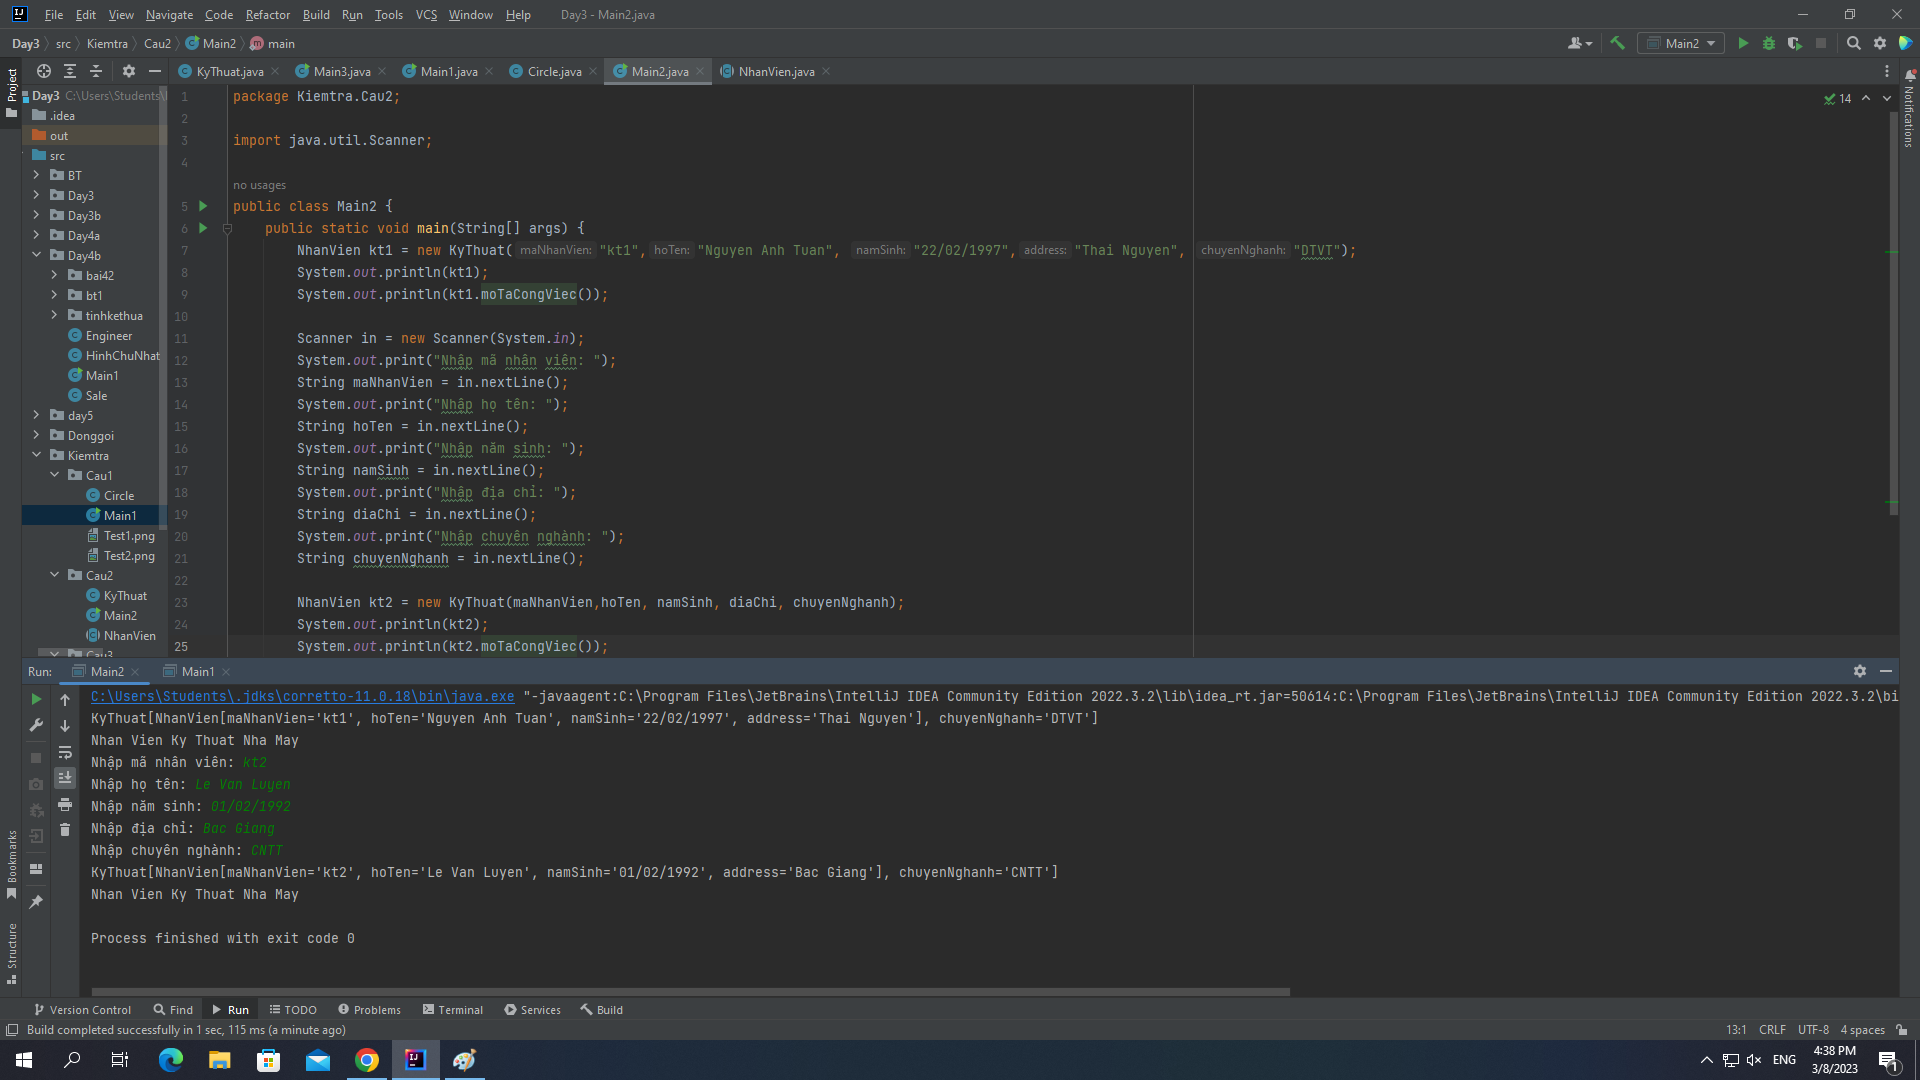 File Edit View Navigate Code Refactor Build Run Tools VCS Window Help Day3 - Main2.java
Day3 src Kiemtra Cau2 Main2 main Main2
KyThuat.java Main3.java Main1.java Circle.java Main2.java NhanVien.java
Project
Day3 C:\Users\Students\
.idea
out
src
BT
Day3
Day3b
Day4a
Day4b
bai42
bt1
tinhkethua
Engineer
HinhChuNhat
Main1
Sale
day5
Donggoi
Kiemtra
Cau1
Circle
Main1
Test1.png
Test2.png
Cau2
KyThuat
Main2
NhanVien
Cau3
14
Notifications
1 package Kiemtra.Cau2;
2
3 import java.util.Scanner;
4
no usages
5 public class Main2 {
6 public static void main(String[] args) {
7 NhanVien kt1 = new KyThuat( maNhanVien: "kt1", hoTen: "Nguyen Anh Tuan", namSinh: "22/02/1997", address: "Thai Nguyen", chuyenNghanh: "DTVT");
8 System.out.println(kt1);
9 System.out.println(kt1.moTaCongViec());
10
11 Scanner in = new Scanner(System.in);
12 System.out.print("Nhập mã nhân viên: ");
13 String maNhanVien = in.nextLine();
14 System.out.print("Nhập họ tên: ");
15 String hoTen = in.nextLine();
16 System.out.print("Nhập năm sinh: ");
17 String namSinh = in.nextLine();
18 System.out.print("Nhập địa chỉ: ");
19 String diaChi = in.nextLine();
20 System.out.print("Nhập chuyên nghành: ");
21 String chuyenNghanh = in.nextLine();
22
23 NhanVien kt2 = new KyThuat(maNhanVien,hoTen, namSinh, diaChi, chuyenNghanh);
24 System.out.println(kt2);
25 System.out.println(kt2.moTaCongViec());
Run: Main2 Main1
C:\Users\Students\.jdks\corretto-11.0.18\bin\java.exe "-javaagent:C:\Program Files\JetBrains\IntelliJ IDEA Community Edition 2022.3.2\lib\idea_rt.jar=50614:C:\Program Files\JetBrains\IntelliJ IDEA Community Edition 2022.3.2\bi
KyThuat[NhanVien[maNhanVien='kt1', hoTen='Nguyen Anh Tuan', namSinh='22/02/1997', address='Thai Nguyen'], chuyenNghanh='DTVT']
Nhan Vien Ky Thuat Nha May
Nhập mã nhân viên: kt2
Nhập họ tên: Le Van Luyen
Nhập năm sinh: 01/02/1992
Nhập địa chỉ: Bac Giang
Nhập chuyên nghành: CNTT
KyThuat[NhanVien[maNhanVien='kt2', hoTen='Le Van Luyen', namSinh='01/02/1992', address='Bac Giang'], chuyenNghanh='CNTT']
Nhan Vien Ky Thuat Nha May
Process finished with exit code 0
Bookmarks
Structure
Version Control Find Run TODO Problems Terminal Services Build
Build completed successfully in 1 sec, 115 ms (a minute ago) 13:1 CRLF UTF-8 4 spaces
ENG 4:38 PM
3/8/2023 1